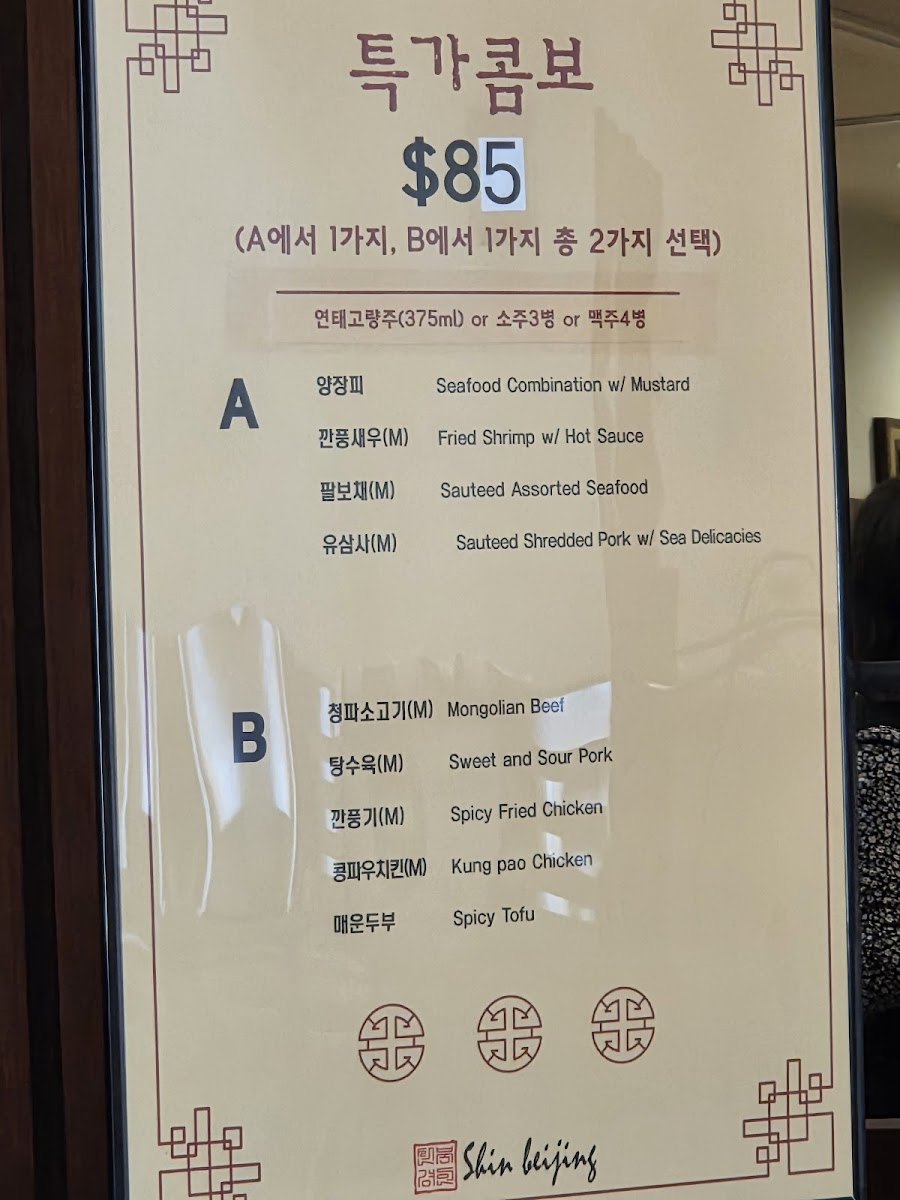 특가콤보
$85
(A에서 1가지, B에서 1가지 총 2가지 선택)
연태고량주(375ml) or 소주3병 or 맥주4병
A
양장피 Seafood Combination w/ Mustard
깐풍새우(M) Fried Shrimp w/ Hot Sauce
팔보채(M) Sauteed Assorted Seafood
유삼사(M) Sauteed Shredded Pork w/ Sea Delicacies
B
청파소고기(M) Mongolian Beef
탕수육(M) Sweet and Sour Pork
깐풍기(M) Spicy Fried Chicken
콩파우치킨(M) Kung pao Chicken
매운두부 Spicy Tofu
Shin beijing